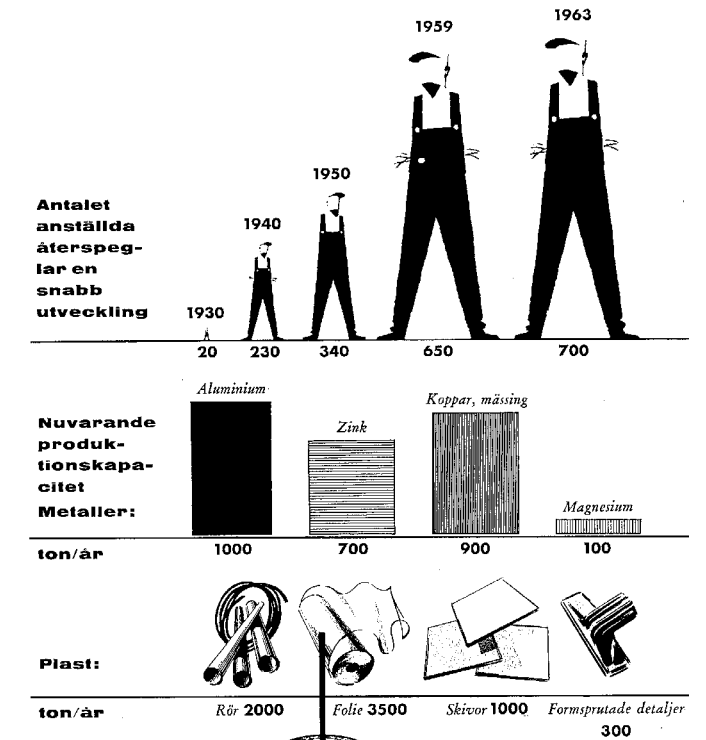 1963
1959
1950
1940
1930
Antalet
anställda
återspeg-
lar en
snabb
utveckling
20 230 340 650 700
Aluminium
Zink
Koppar, mässing
Magnesium
Nuvarande
produk-
tionskapa-
citet
Metaller:
ton/år 1000 700 900 100
Plast:
ton/år Rör 2000 Folie 3500 Skivor 1000 Formsprutade detaljer
300